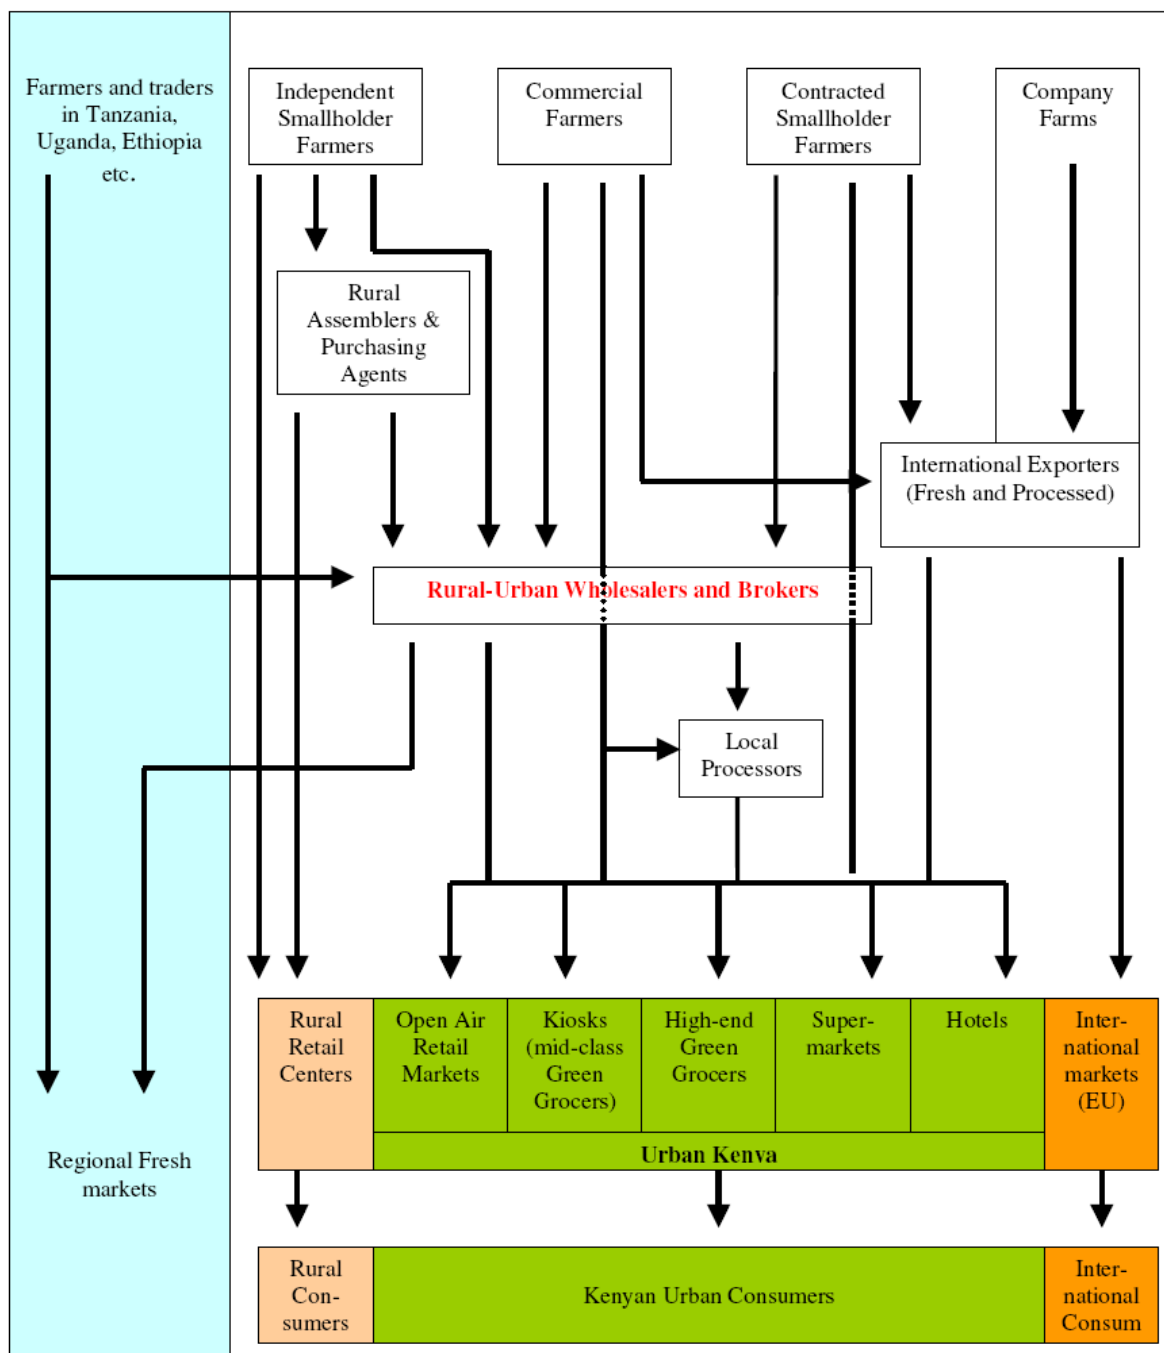 Farmers and traders
in Tanzania,
Uganda, Ethiopia
etc.
Independent
Smallholder
Farmers
Commercial
Farmers
Contracted
Smallholder
Farmers
Company
Farms
Rural
Assemblers &
Purchasing
Agents
International Exporters
(Fresh and Processed)
Rural-Urban Wholesalers and Brokers
Local
Processors
Rural
Retail
Centers
Open Air
Retail
Markets
Kiosks
(mid-class
Green
Grocers)
High-end
Green
Grocers
Super-
markets
Hotels
Inter-
national
markets
(EU)
Urban Kenva
Regional Fresh
markets
Rural
Con-
sumers
Kenyan Urban Consumers
Inter-
national
Consum